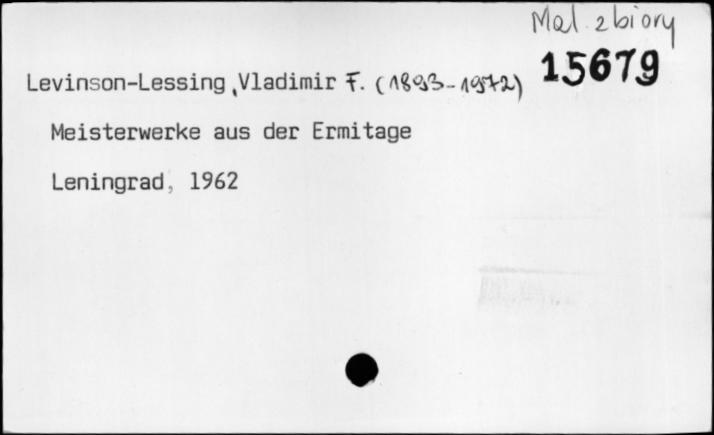 Mal. zbiory
15679
Levinson-Lessing, Vladimir F. (1893-1972)
Meisterwerke aus der Ermitage
Leningrad, 1962